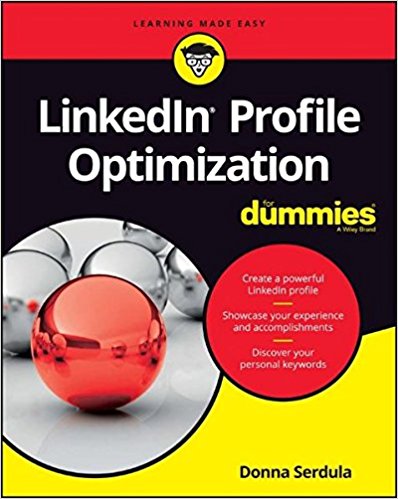 LEARNING MADE EASY
LinkedIn® Profile
Optimization
for
dummies®
A Wiley Brand
Create a powerful
LinkedIn profile
Showcase your experience
and accomplishments
Discover your
personal keywords
Donna Serdula